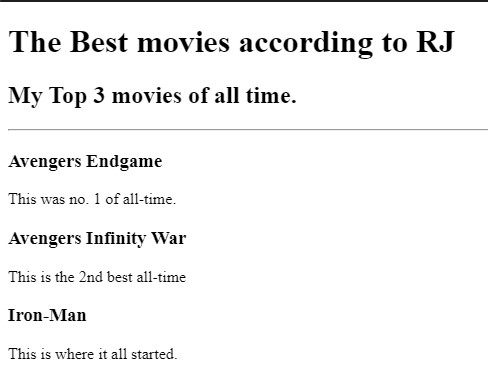 The Best movies according to RJ
My Top 3 movies of all time.
Avengers Endgame
This was no. 1 of all-time.
Avengers Infinity War
This is the 2nd best all-time
Iron-Man
This is where it all started.